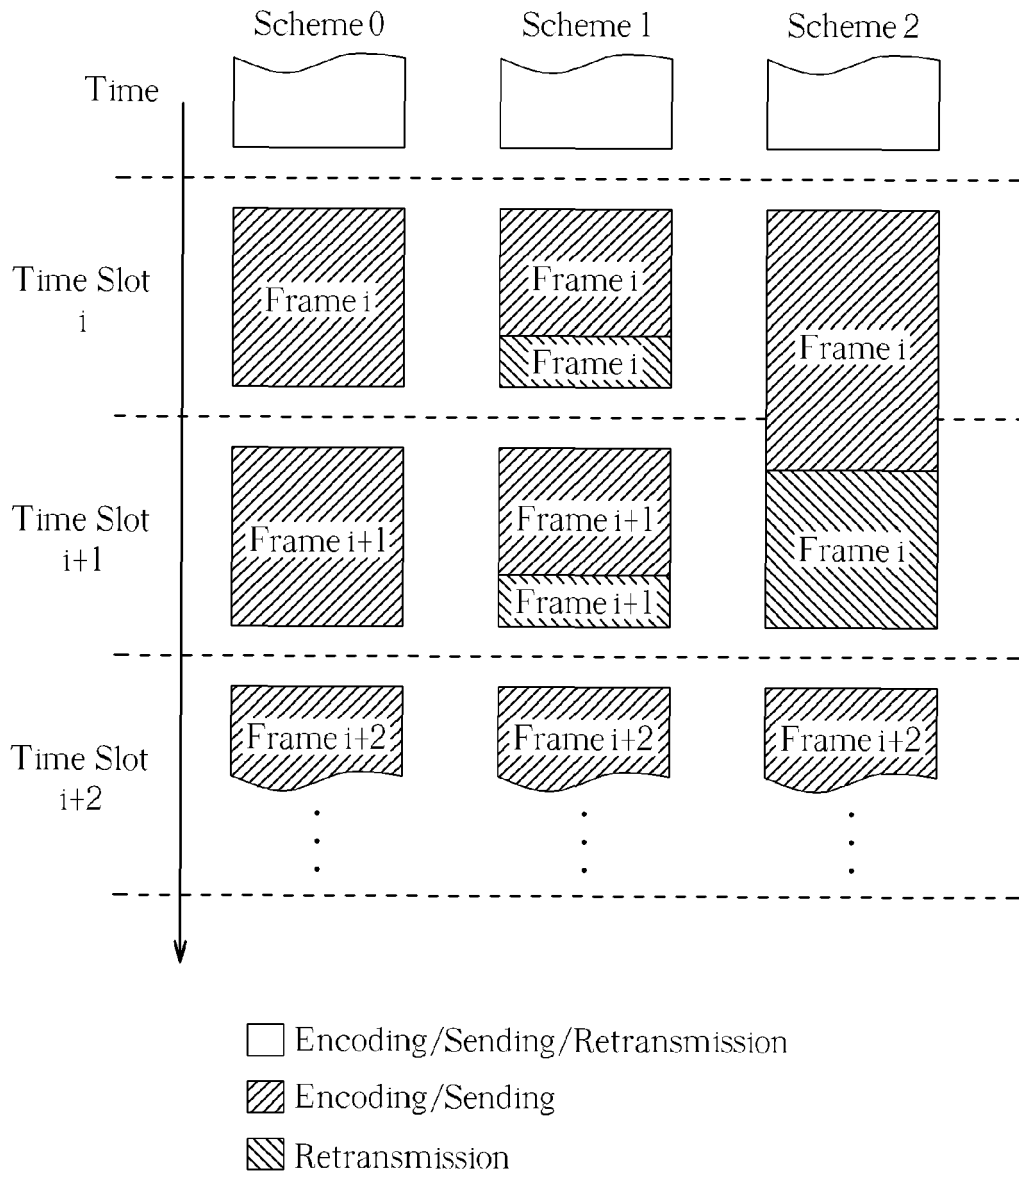 Scheme 0 Scheme 1 Scheme 2
Time
Time Slot
i
Frame i
Frame i
Frame i
Frame i
Time Slot
i+1
Frame i+1
Frame i+1
Frame i+1
Frame i
Time Slot
i+2
Frame i+2
Frame i+2
Frame i+2
Encoding/Sending/Retransmission
Encoding/Sending
Retransmission